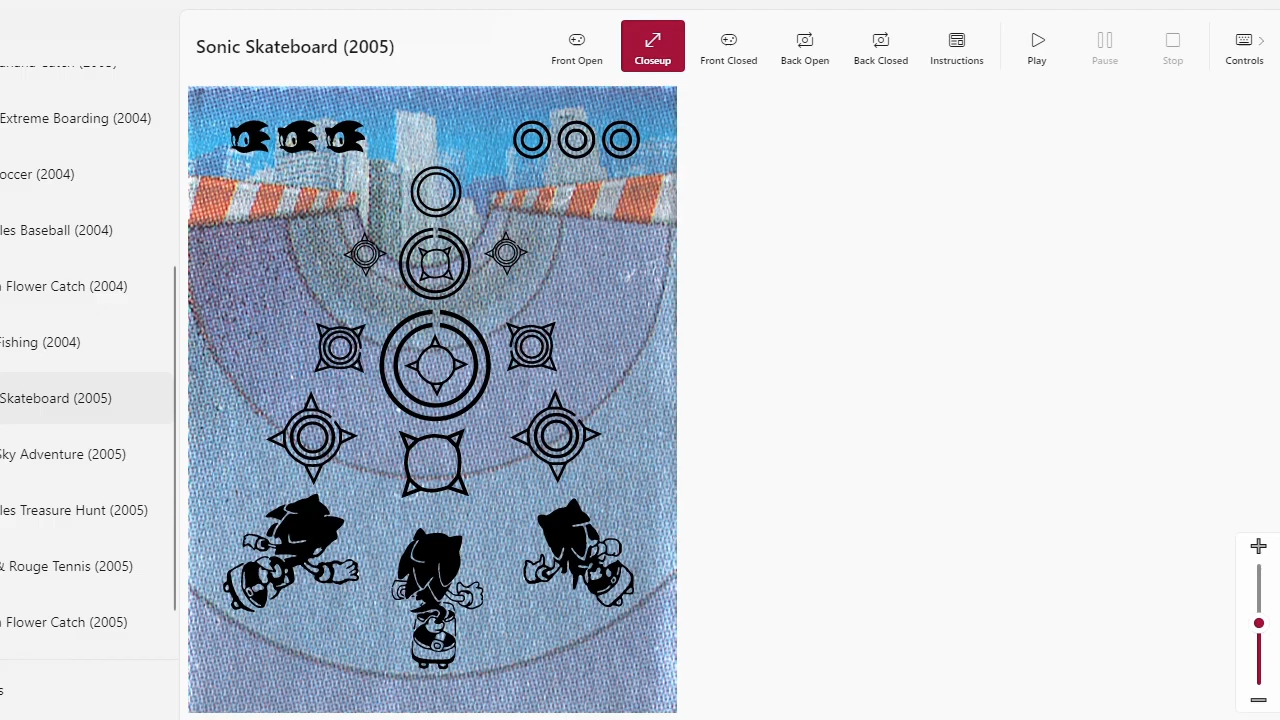 Sonic Skateboard (2005)
Front Open
Closeup
Front Closed
Back Open
Back Closed
Instructions
Play
Pause
Stop
Controls
Extreme Boarding (2004)
occer (2004)
les Baseball (2004)
Flower Catch (2004)
Fishing (2004)
Skateboard (2005)
Sky Adventure (2005)
les Treasure Hunt (2005)
& Rouge Tennis (2005)
Flower Catch (2005)
s